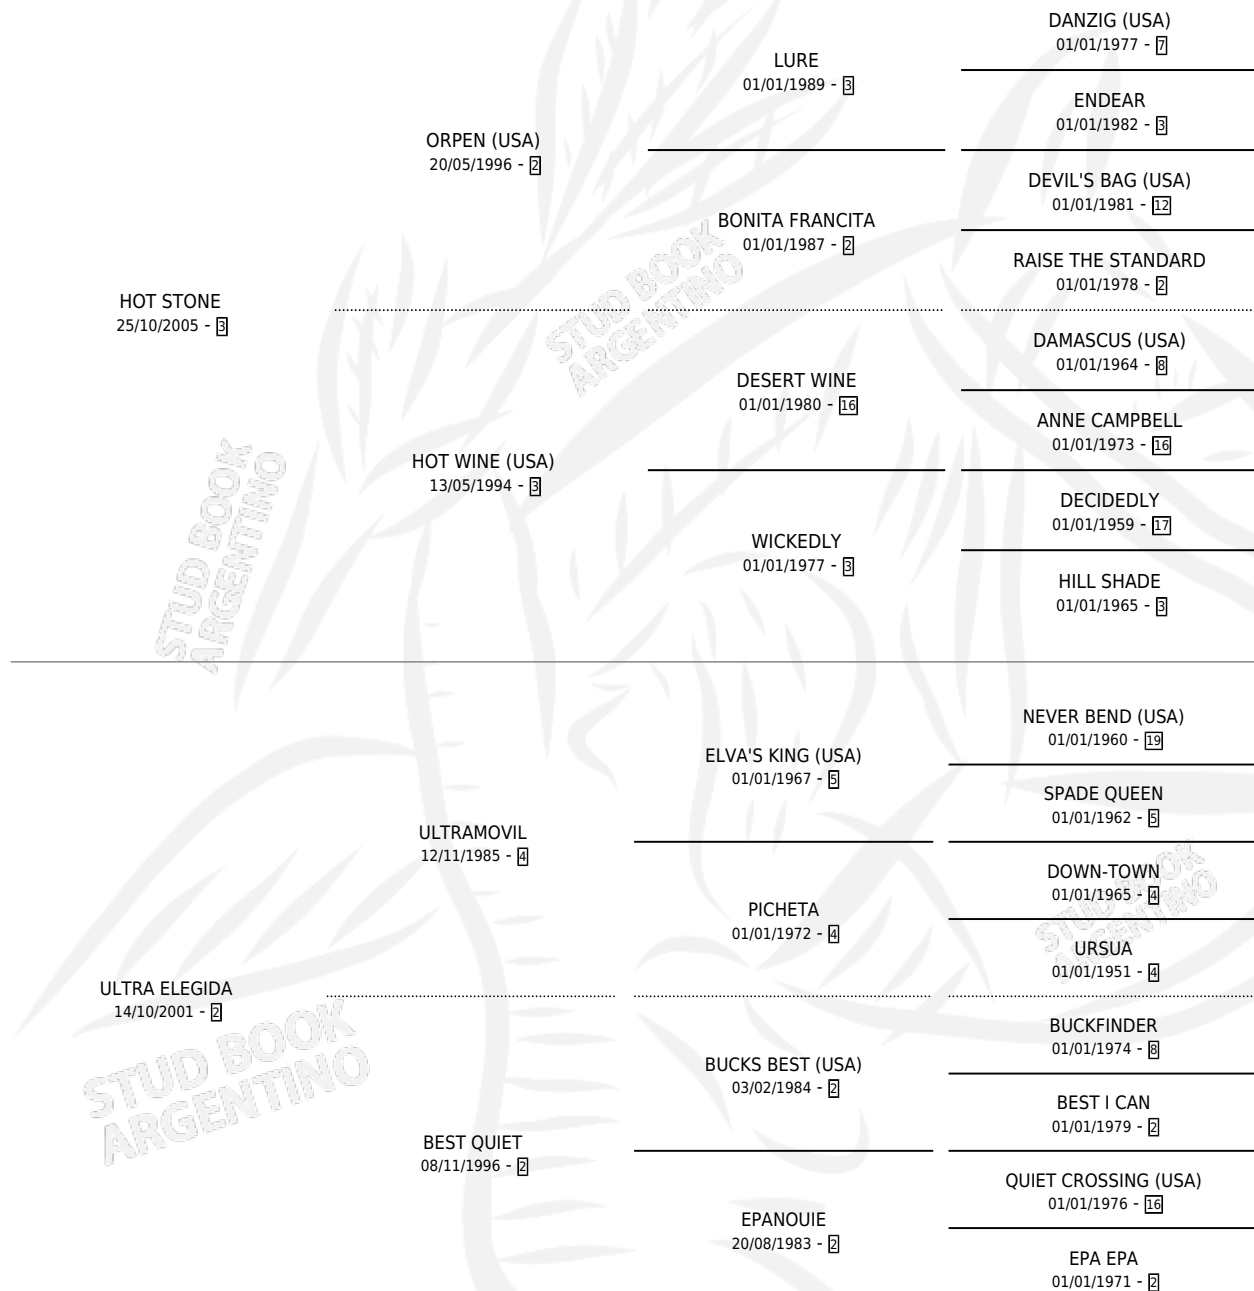 DANZIG (USA)
01/01/1977 - 7
LURE
01/01/1989 - 3
ENDEAR
01/01/1982 - 3
ORPEN (USA)
20/05/1996 - 2
DEVIL'S BAG (USA)
01/01/1981 - 12
BONITA FRANCITA
01/01/1987 - 2
RAISE THE STANDARD
01/01/1978 - 2
HOT STONE
25/10/2005 - 3
STUD BOOK
ARGENTINO
DAMASCUS (USA)
01/01/1964 - 8
DESERT WINE
01/01/1980 - 16
ANNE CAMPBELL
01/01/1973 - 16
HOT WINE (USA)
13/05/1994 - 3
DECIDEDLY
01/01/1959 - 17
WICKEDLY
01/01/1977 - 3
HILL SHADE
01/01/1965 - 3
STUD BOOK
ARGENTINO
NEVER BEND (USA)
01/01/1960 - 19
ELVA'S KING (USA)
01/01/1967 - 5
SPADE QUEEN
01/01/1962 - 5
ULTRAMOVIL
12/11/1985 - 4
DOWN-TOWN
01/01/1965 - 4
PICHETA
01/01/1972 - 4
STUD BOOK
ARGENTINO
URSUA
01/01/1951 - 4
ULTRA ELEGIDA
14/10/2001 - 2
BUCKFINDER
01/01/1974 - 8
BUCKS BEST (USA)
03/02/1984 - 2
BEST I CAN
01/01/1979 - 2
STUD BOOK
ARGENTINO
BEST QUIET
08/11/1996 - 2
QUIET CROSSING (USA)
01/01/1976 - 16
EPANOUIE
20/08/1983 - 2
EPA EPA
01/01/1971 - 2